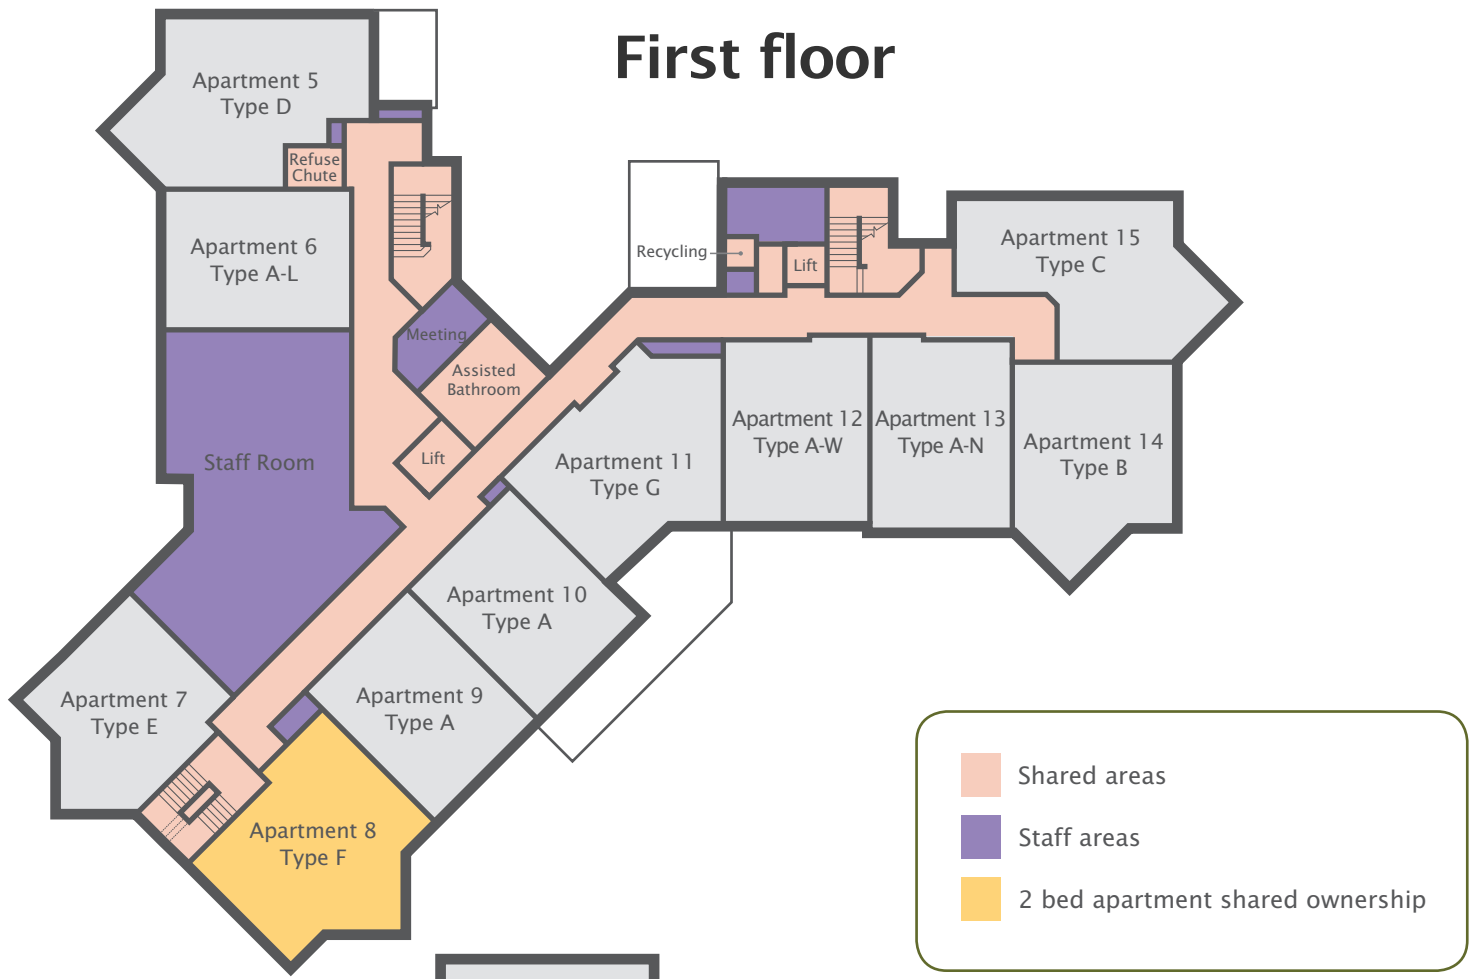 First floor
Apartment 5
Type D
Refuse
Chute
Apartment 6
Type A-L
Meeting
Assisted
Bathroom
Staff Room
Lift
Recycling
Lift
Apartment 15
Type C
Apartment 11
Type G
Apartment 12
Type A-W
Apartment 13
Type A-N
Apartment 14
Type B
Apartment 10
Type A
Apartment 9
Type A
Apartment 7
Type E
Apartment 8
Type F
Shared areas
Staff areas
2 bed apartment shared ownership